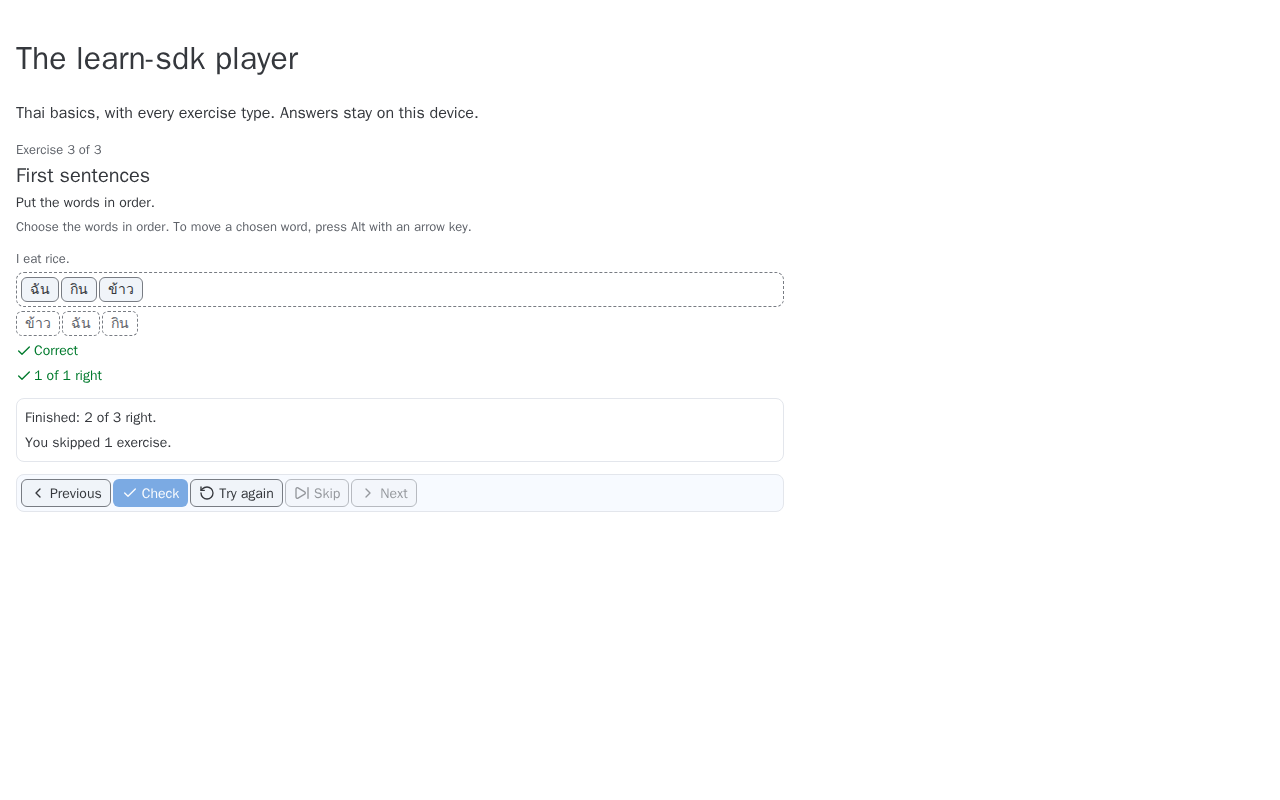 The learn-sdk player
Thai basics, with every exercise type. Answers stay on this device.
Exercise 3 of 3
First sentences
Put the words in order.
Choose the words in order. To move a chosen word, press Alt with an arrow key.
I eat rice.
ฉัน กิน ข้าว
ข้าว ฉัน กิน
Correct
1 of 1 right
Finished: 2 of 3 right.
You skipped 1 exercise.
Previous Check Try again Skip Next